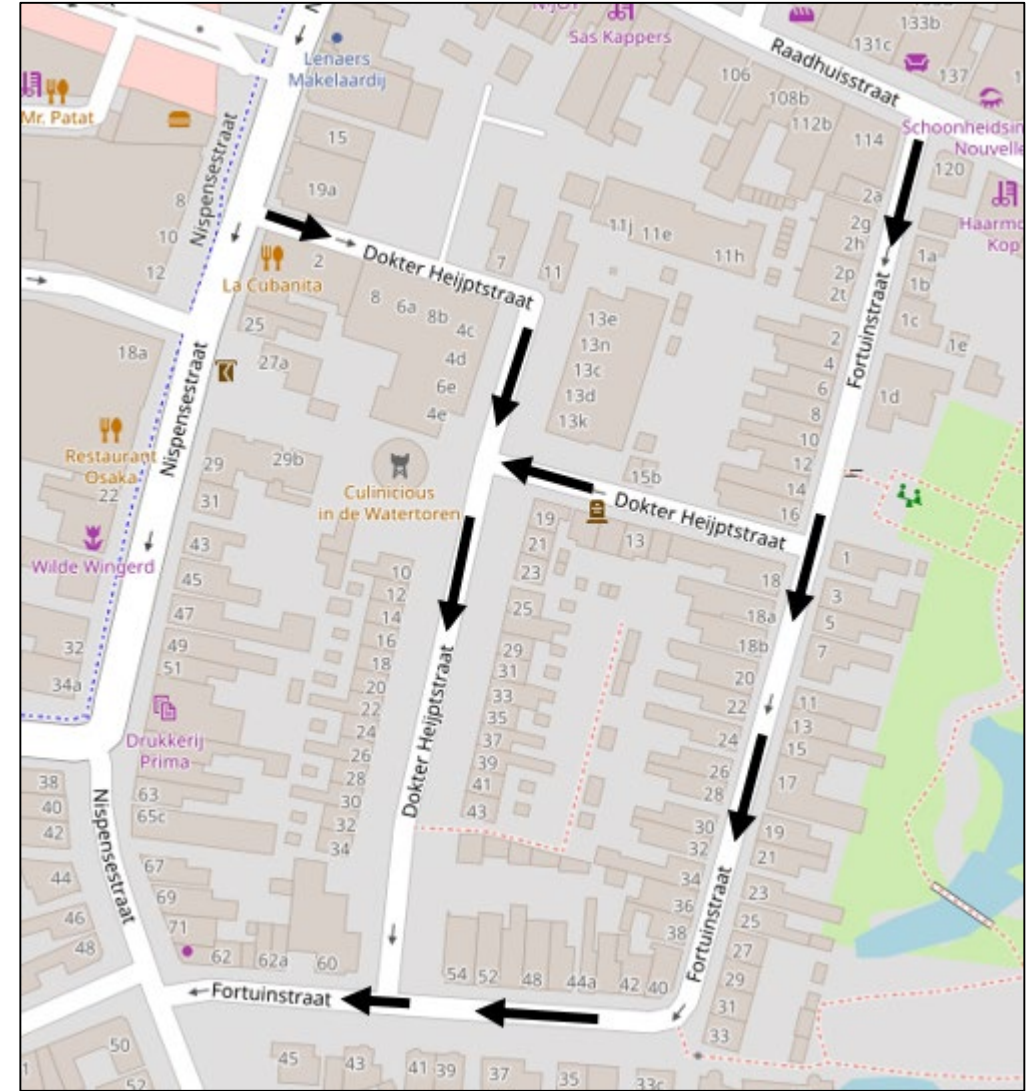 Sas Kappers
133b
131c
Raadhuisstraat
137
Lenaers
Makelaardij
106
108b
112b
114
Mr. Patat
Schoonheidsin
Nouvelle
120
Nispensestraat
15
19a
8
10
12
2a
2g
2h
2p
2t
1a
1b
1c
1e
1d
Haarmo
Kop
11j
11e
11h
Dokter Heijptstraat
7
11
2
La Cubanita
25
27a
8
6a
8b
4c
4d
6e
4e
13e
13n
13c
13d
13k
Fortuinstraat
2
4
6
8
10
12
14
16
18a
Nispensestraat
Restaurant
Osaka
22
29
29b
31
Culinicious
in de Watertoren
15b
Dokter Heijptstraat
Wilde Wingerd
43
45
47
49
51
32
34a
19
21
23
25
13
29
31
33
35
37
39
41
43
10
12
14
16
18
20
22
24
26
28
30
32
34
18
18a
18b
20
22
24
26
28
30
32
34
36
38
1
3
5
7
11
13
15
17
19
21
23
25
27
29
31
33
Drukkerij
Prima
Dokter Heijptstraat
38
40
42
44
46
48
Nispensestraat
63
65c
67
69
71
62
62a
60
54
52
48
44a
42
40
Fortuinstraat
Fortuinstraat
50
52
45
43
41
39
37
35
33c